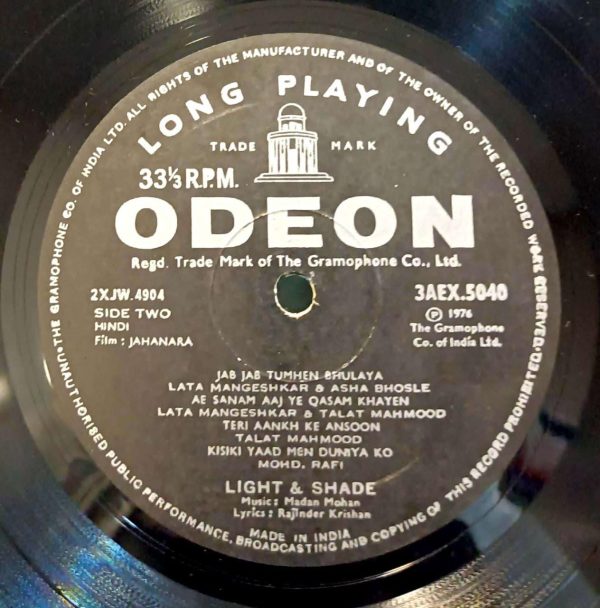 THE GRAMOPHONE CO. OF INDIA LTD. ALL RIGHTS OF THE MANUFACTURER AND OF THE OWNER OF THE RECORDED WORK RESERVED. UNAUTHORISED PUBLIC PERFORMANCE, BROADCASTING AND COPYING OF THIS RECORD PROHIBITED.
LONG PLAYING
TRADE MARK
33⅓ R.P.M.
ODEON
Regd. Trade Mark of The Gramophone Co., Ltd.
2XJW.4904
SIDE TWO
HINDI
Film : JAHANARA
3AEX.5040
Ⓟ 1976
The Gramophone
Co. of India Ltd.
JAB JAB TUMHEN BHULAYA
LATA MANGESHKAR & ASHA BHOSLE
AE SANAM AAJ YE QASAM KHAYEN
LATA MANGESHKAR & TALAT MAHMOOD
TERI AANKH KE ANSOON
TALAT MAHMOOD
KISIKI YAAD MEN DUNIYA KO
MOHD. RAFI
LIGHT & SHADE
Music : Madan Mohan
Lyrics : Rajinder Krishan
MADE IN INDIA